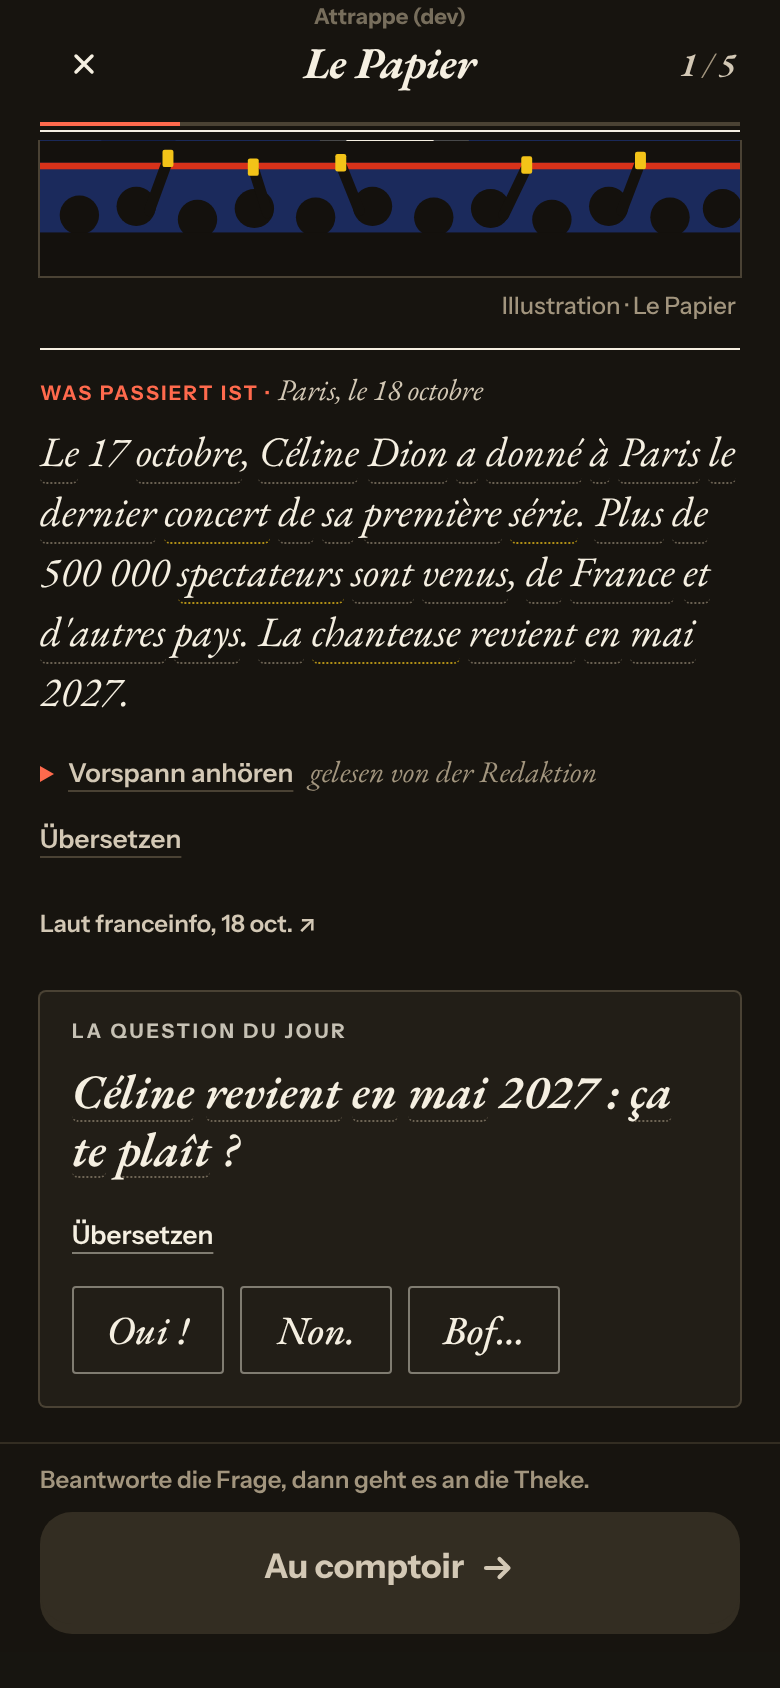 Attrappe (dev)
✕ Le Papier 1 / 5
Illustration · Le Papier
WAS PASSIERT IST · Paris, le 18 octobre
Le 17 octobre, Céline Dion a donné à Paris le
dernier concert de sa première série. Plus de
500 000 spectateurs sont venus, de France et
d'autres pays. La chanteuse revient en mai
2027.
Vorspann anhören gelesen von der Redaktion
Übersetzen
Laut franceinfo, 18 oct. ↗
LA QUESTION DU JOUR
Céline revient en mai 2027 : ça
te plaît ?
Übersetzen
Oui ! Non. Bof...
Beantworte die Frage, dann geht es an die Theke.
Au comptoir →